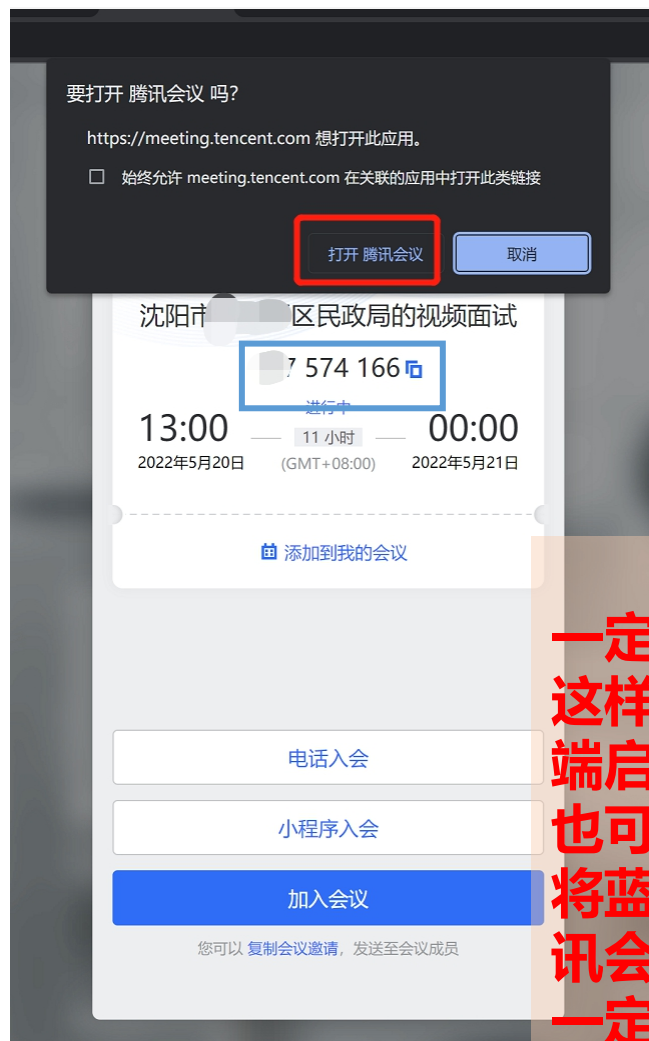 要打开 腾讯会议 吗?
https://meeting.tencent.com 想打开此应用。
始终允许 meeting.tencent.com 在关联的应用中打开此类链接
打开 腾讯会议
取消
沈阳市 区民政局的视频面试
7 574 166
进行中
13:00
11 小时
00:00
2022年5月20日
(GMT+08:00)
2022年5月21日
添加到我的会议
一定
这样
端启
也可
将蓝
讯会
一定
电话入会
小程序入会
加入会议
您可以 复制会议邀请，发送至会议成员